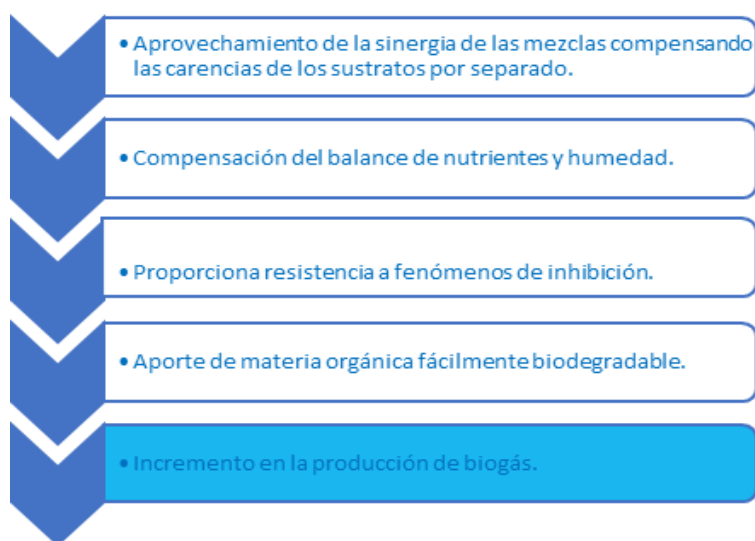 • Aprovechamiento de la sinergia de las mezclas compensando
las carencias de los sustratos por separado.
• Compensación del balance de nutrientes y humedad.
• Proporciona resistencia a fenómenos de inhibición.
• Aporte de materia orgánica fácilmente biodegradable.
• Incremento en la producción de biogás.